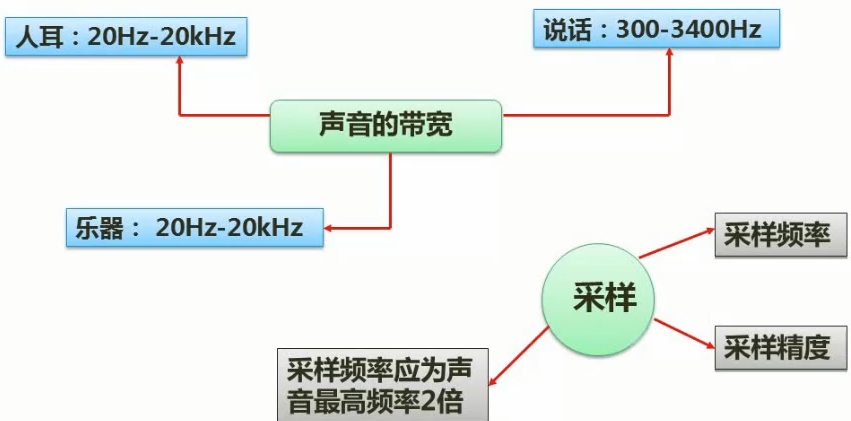 人耳：20Hz-20kHz
说话：300-3400Hz
声音的带宽
乐器： 20Hz-20kHz
采样频率
采样
采样精度
采样频率应为声
音最高频率2倍